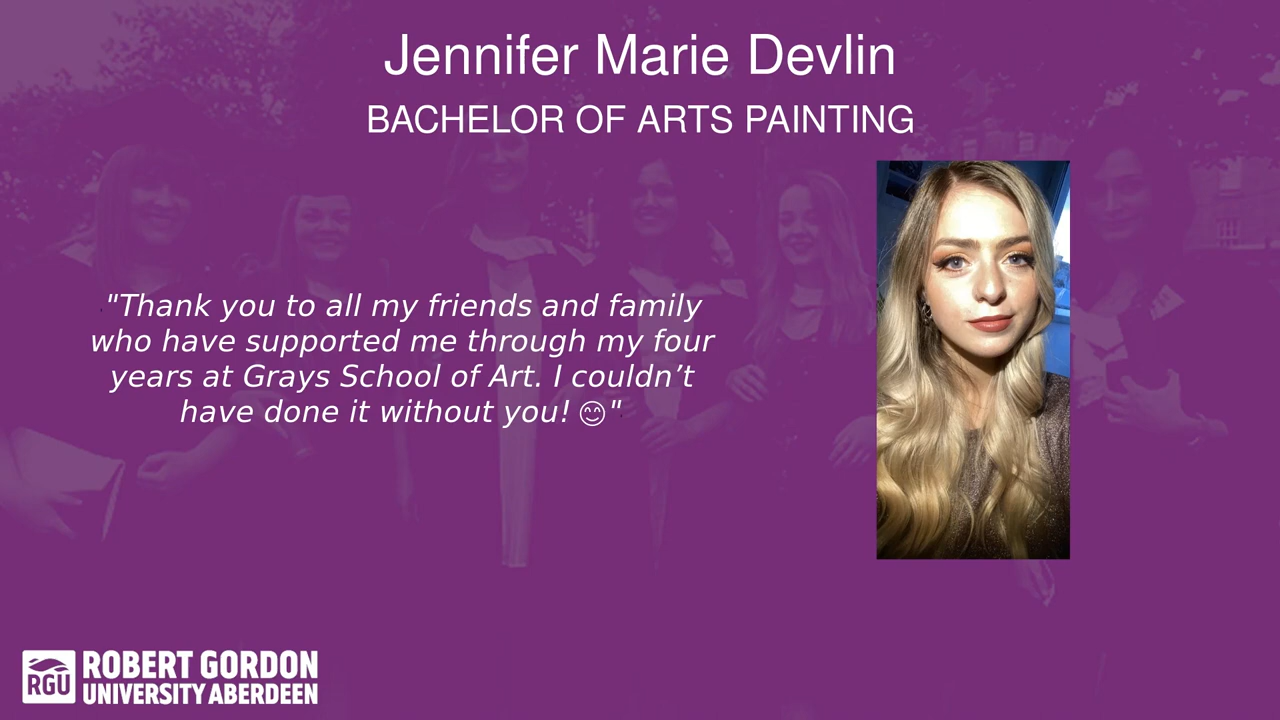 Jennifer Marie Devlin
BACHELOR OF ARTS PAINTING
"Thank you to all my friends and family
who have supported me through my four
years at Grays School of Art. I couldn’t
have done it without you! 😊"
RGU
ROBERT GORDON
UNIVERSITY ABERDEEN